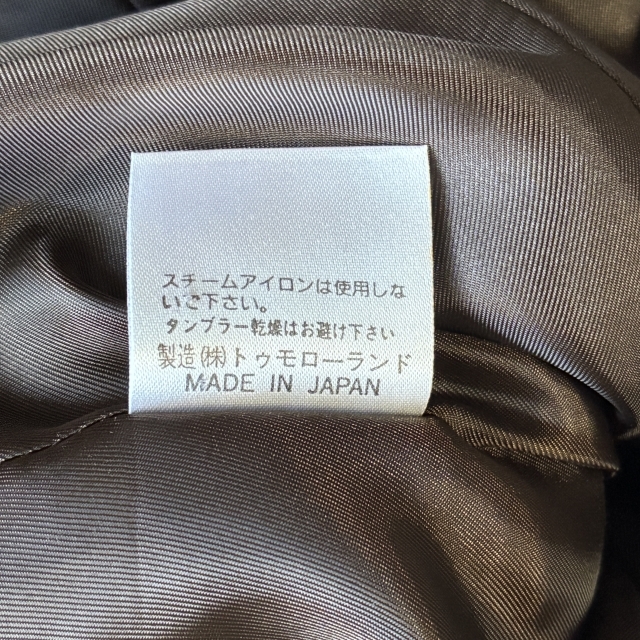 スチームアイロンは使用しな
いご下さい。
タンブラー乾燥はお避け下さい
製造(株)トゥモローランド
MADE IN JAPAN